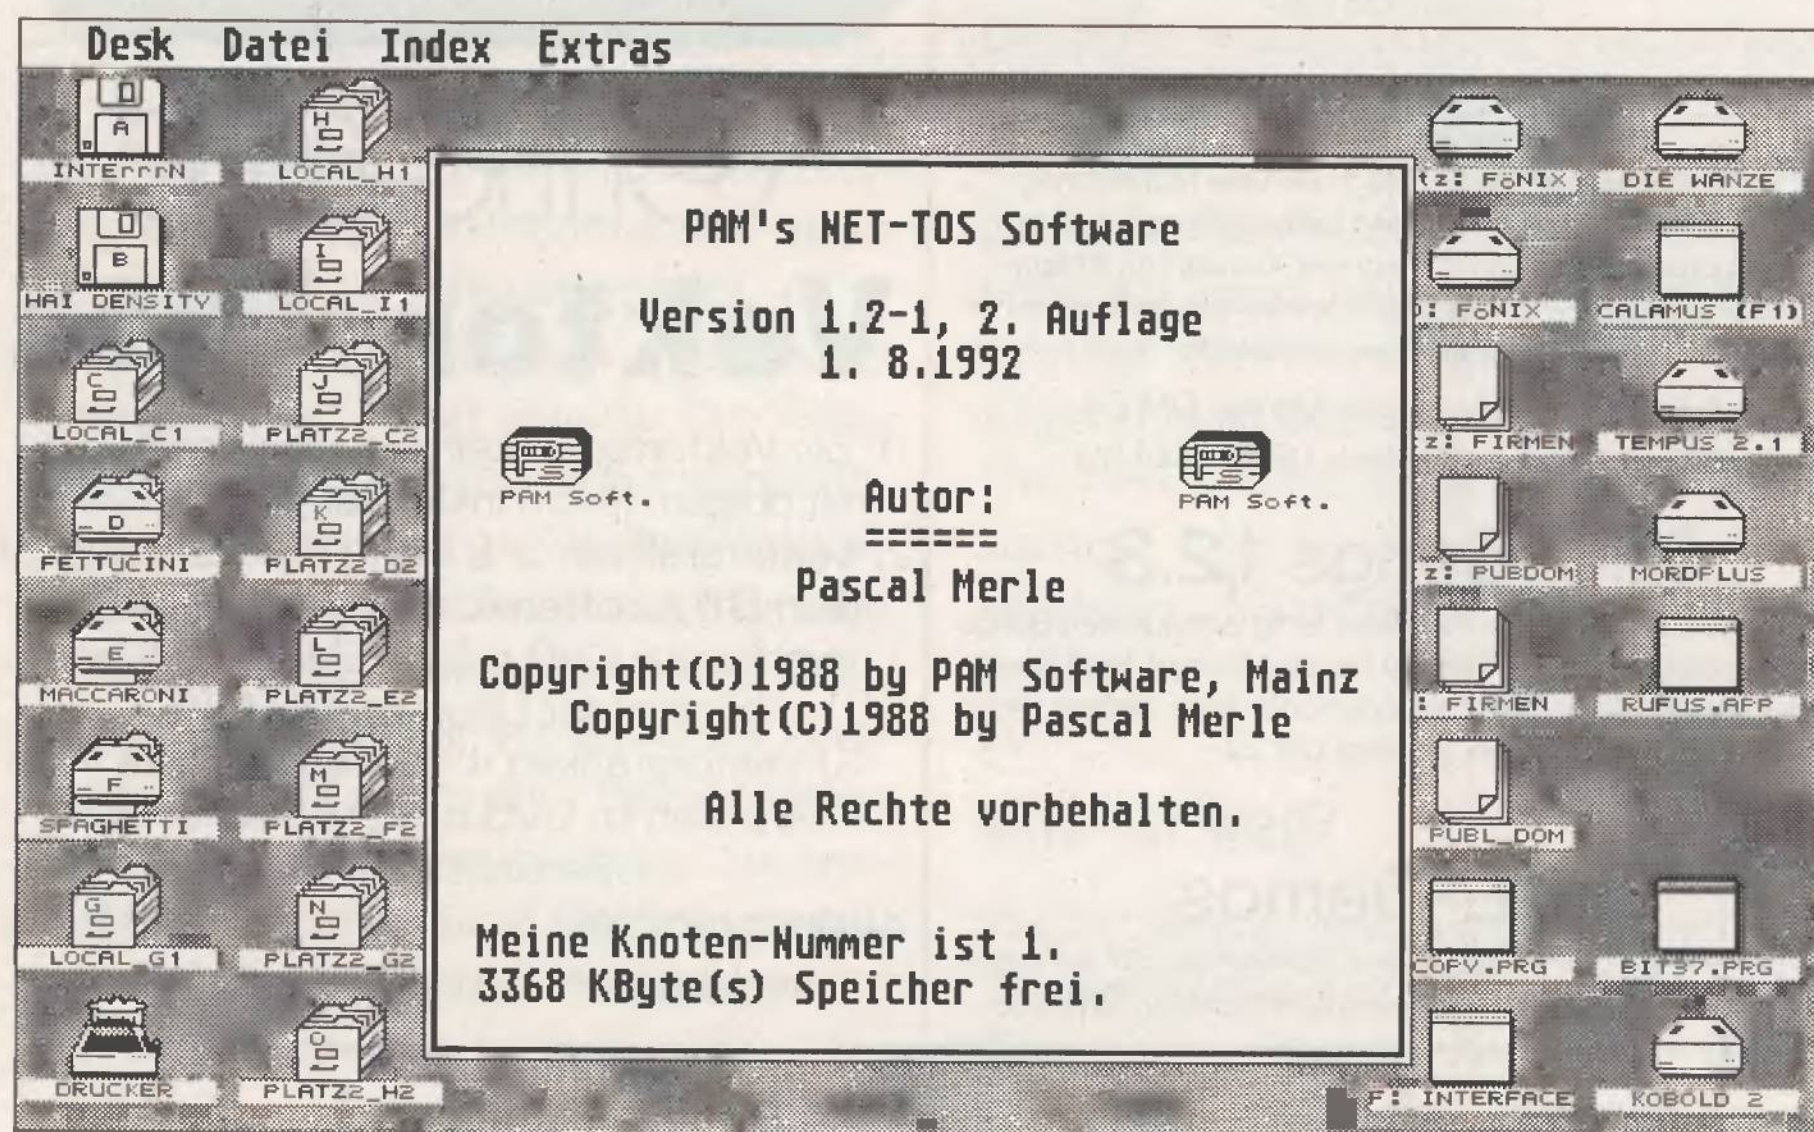 Desk Datei Index Extras
A
INTErrrN
H
LOCAL_H1
B
HAI DENSITY
I
LOCAL_I1
C
LOCAL_C1
J
PLATZ2_C2
D
FETTUCINI
K
PLATZ2_D2
E
MACCARONI
L
PLATZ2_E2
F
SPAGHETTI
M
PLATZ2_F2
G
LOCAL_G1
N
PLATZ2_G2
DRUCKER
O
PLATZ2_H2
PAM's NET-TOS Software
Version 1.2-1, 2. Auflage
1. 8.1992
PAM Soft.
PAM Soft.
Autor:
======
Pascal Merle
Copyright(C)1988 by PAM Software, Mainz
Copyright(C)1988 by Pascal Merle
Alle Rechte vorbehalten.
Meine Knoten-Nummer ist 1.
3368 KByte(s) Speicher frei.
tz: FöNIX
DIE WANZE
: FöNIX
CALAMUS (F1)
z: FIRMEN
TEMPUS 2.1
z: PUBDOM
MORDFLUS
: FIRMEN
RUFUS.APP
PUBL_DOM
COPY.PRG
BIT37.PRG
F: INTERFACE
KOBOLD 2